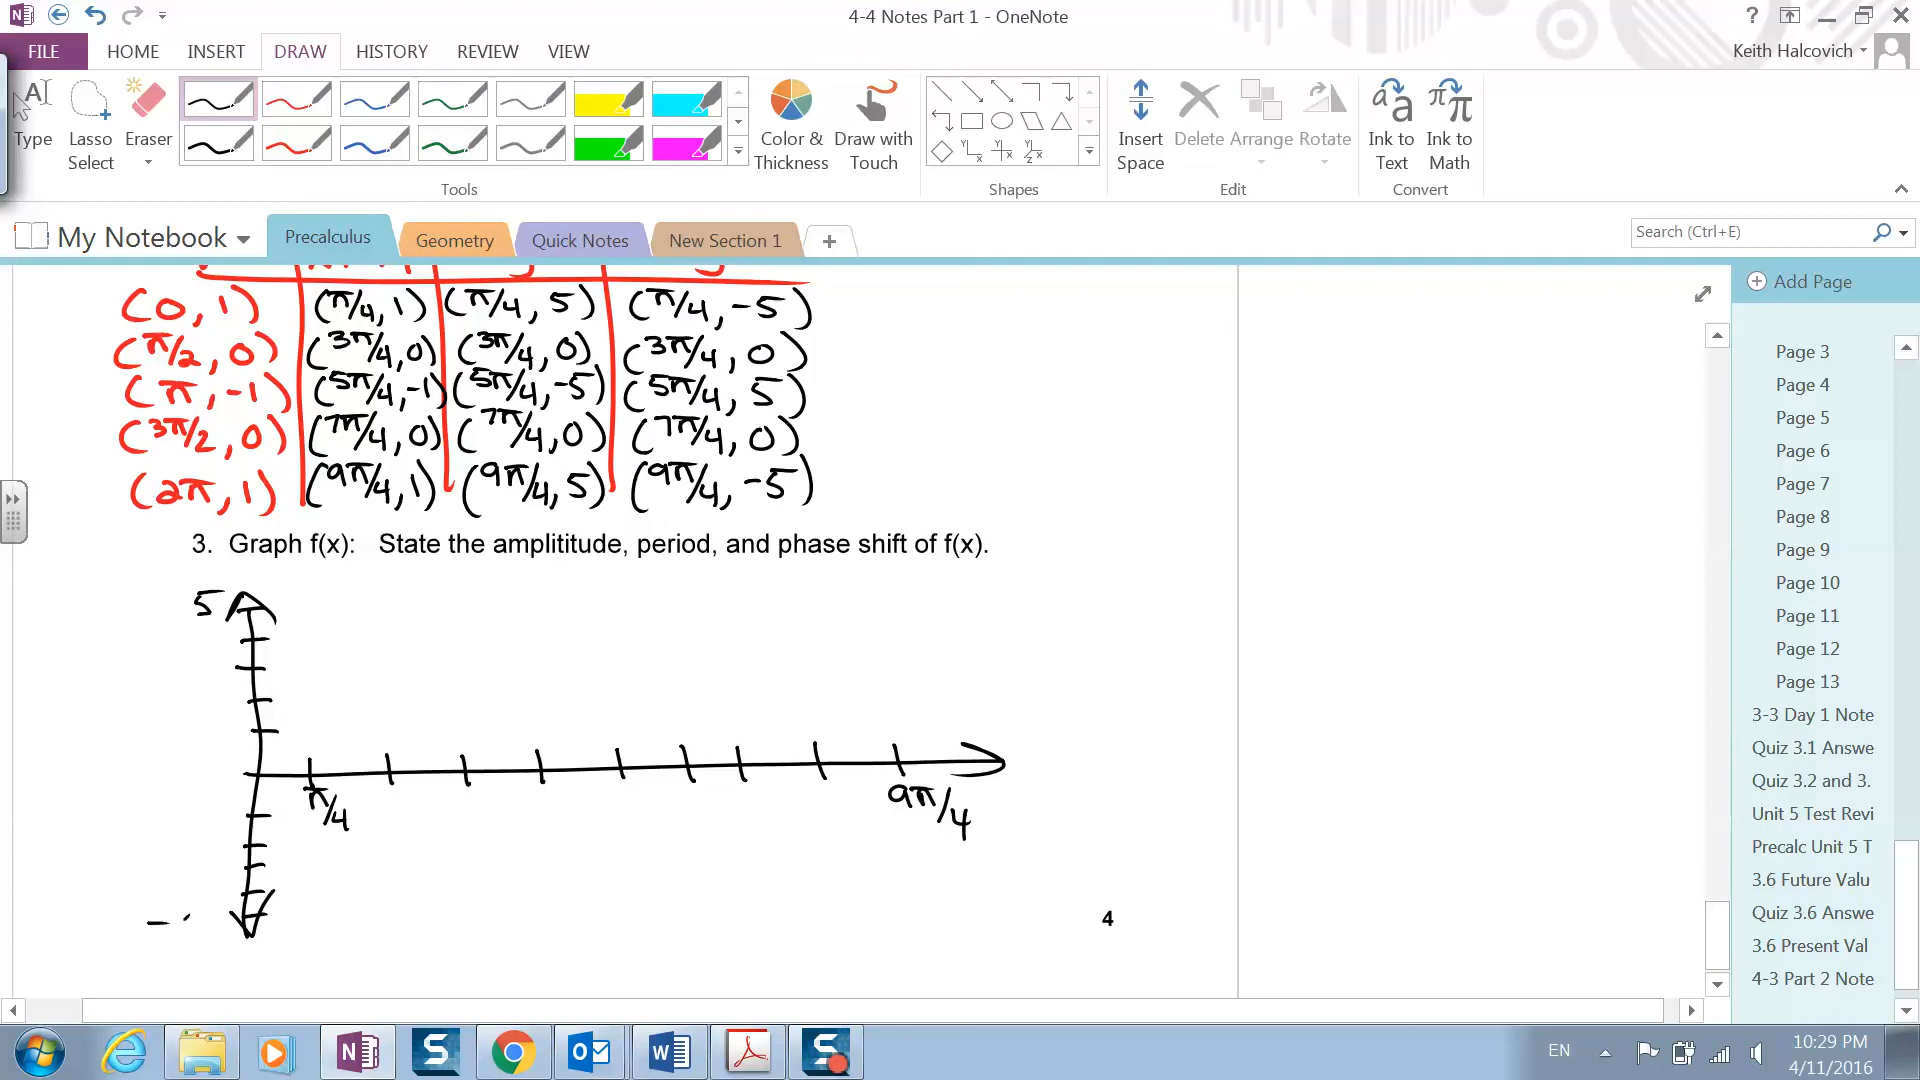 4-4 Notes Part 1 - OneNote
FILE HOME INSERT DRAW HISTORY REVIEW VIEW
Keith Halcovich
Type
Lasso Select
Eraser
Color & Thickness
Draw with Touch
Insert Space
Delete
Arrange
Rotate
Ink to Text
Ink to Math
Tools
Shapes
Edit
Convert
My Notebook
Precalculus
Geometry
Quick Notes
New Section 1
Search (Ctrl+E)
Add Page
(0, 1) (π/4, 1) (π/4, 5) (π/4, -5)
(π/2, 0) (3π/4, 0) (3π/4, 0) (3π/4, 0)
(π, -1) (5π/4, -1) (5π/4, -5) (5π/4, 5)
(3π/2, 0) (7π/4, 0) (7π/4, 0) (7π/4, 0)
(2π, 1) (9π/4, 1) (9π/4, 5) (9π/4, -5)
3. Graph f(x): State the amplititude, period, and phase shift of f(x).
5
π/4
9π/4
4
Page 3
Page 4
Page 5
Page 6
Page 7
Page 8
Page 9
Page 10
Page 11
Page 12
Page 13
3-3 Day 1 Note
Quiz 3.1 Answe
Quiz 3.2 and 3.
Unit 5 Test Revi
Precalc Unit 5 T
3.6 Future Valu
Quiz 3.6 Answe
3.6 Present Val
4-3 Part 2 Note
EN
10:29 PM
4/11/2016